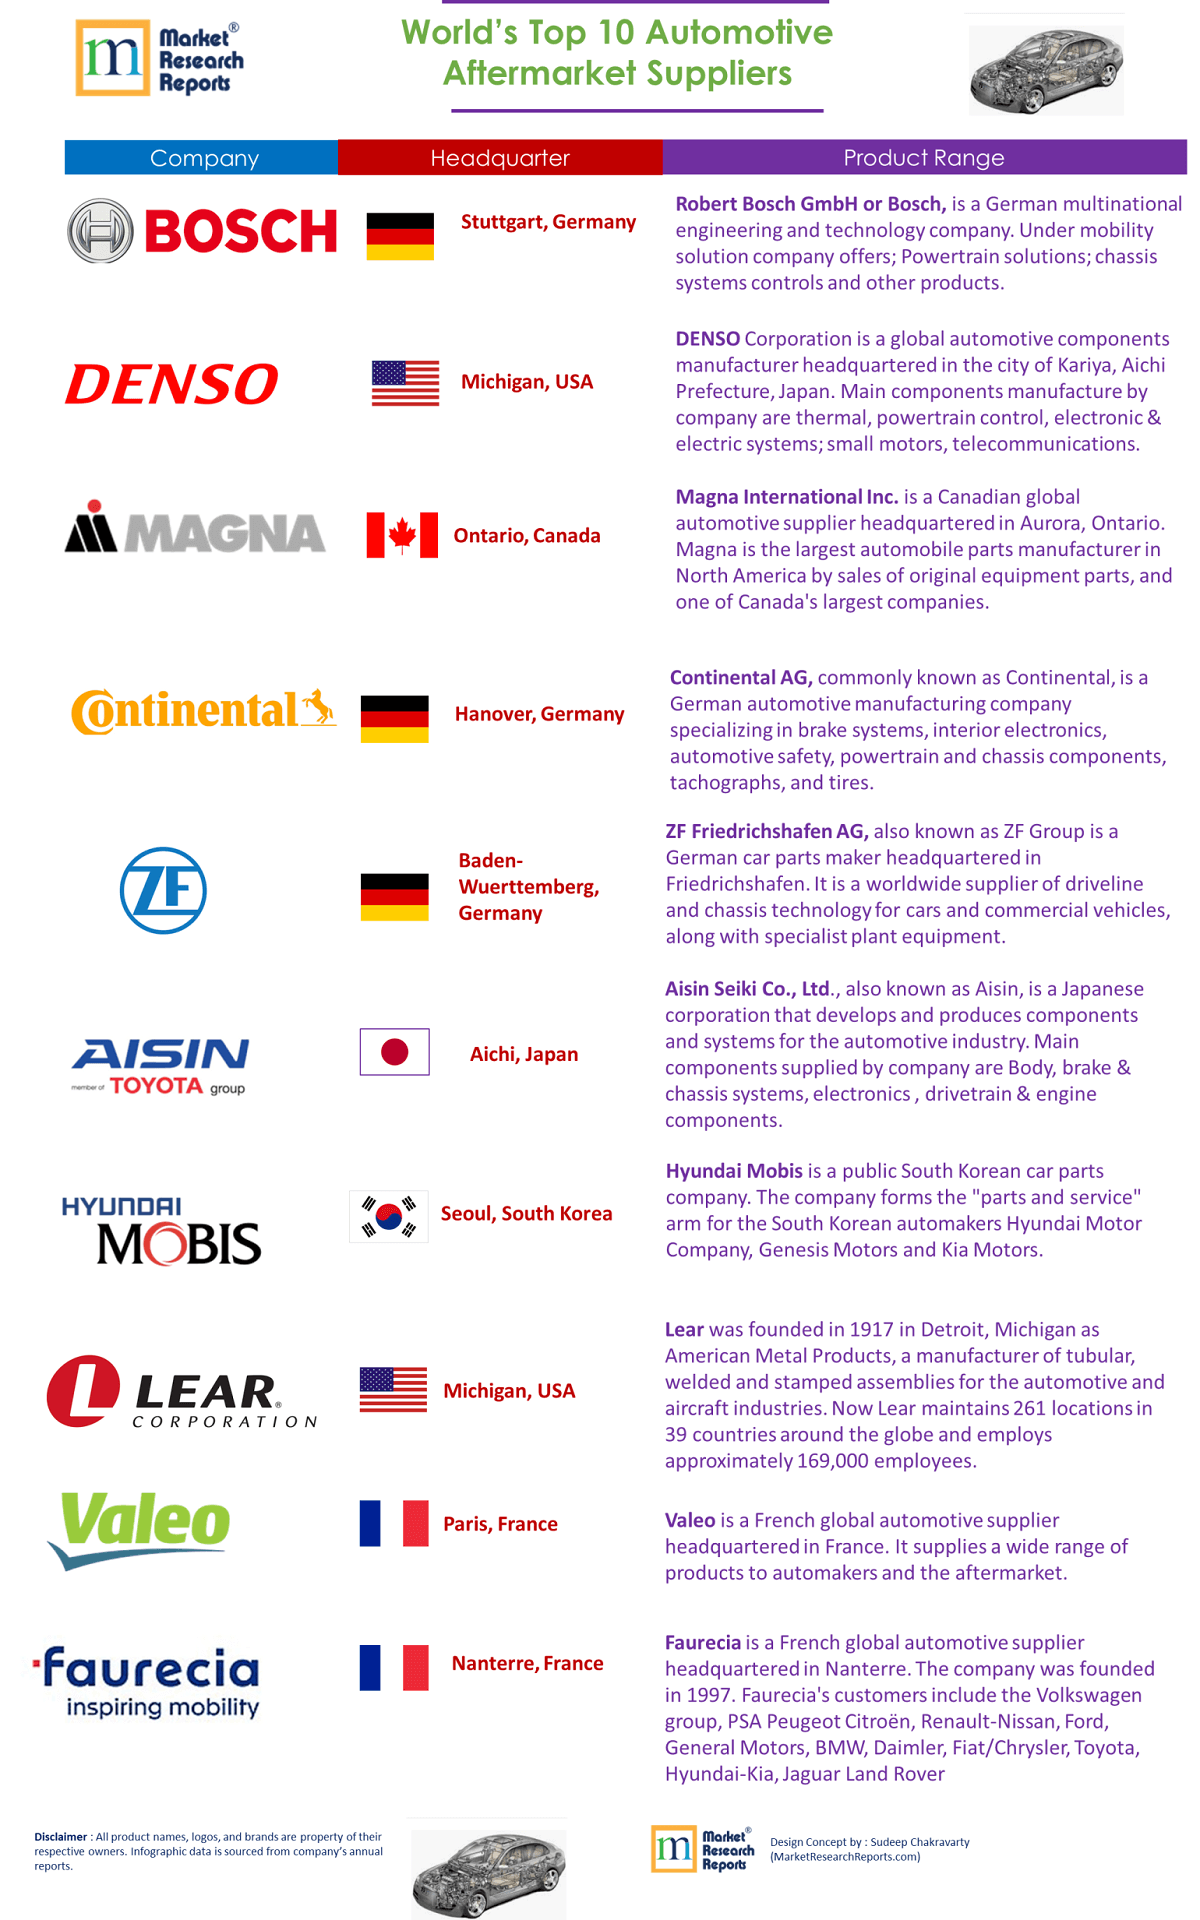 Market®
Research
Reports
World's Top 10 Automotive
Aftermarket Suppliers
Company
Headquarter
Product Range
BOSCH
Stuttgart, Germany
Robert Bosch GmbH or Bosch, is a German multinational
engineering and technology company. Under mobility
solution company offers; Powertrain solutions; chassis
systems controls and other products.
DENSO
Michigan, USA
DENSO Corporation is a global automotive components
manufacturer headquartered in the city of Kariya, Aichi
Prefecture, Japan. Main components manufacture by
company are thermal, powertrain control, electronic &
electric systems; small motors, telecommunications.
MAGNA
Ontario, Canada
Magna International Inc. is a Canadian global
automotive supplier headquartered in Aurora, Ontario.
Magna is the largest automobile parts manufacturer in
North America by sales of original equipment parts, and
one of Canada's largest companies.
Continental
Hanover, Germany
Continental AG, commonly known as Continental, is a
German automotive manufacturing company
specializing in brake systems, interior electronics,
automotive safety, powertrain and chassis components,
tachographs, and tires.
ZF
Baden-
Wuerttemberg,
Germany
ZF Friedrichshafen AG, also known as ZF Group is a
German car parts maker headquartered in
Friedrichshafen. It is a worldwide supplier of driveline
and chassis technology for cars and commercial vehicles,
along with specialist plant equipment.
AISIN
member of TOYOTA group
Aichi, Japan
Aisin Seiki Co., Ltd., also known as Aisin, is a Japanese
corporation that develops and produces components
and systems for the automotive industry. Main
components supplied by company are Body, brake &
chassis systems, electronics , drivetrain & engine
components.
HYUNDAI
MOBIS
Seoul, South Korea
Hyundai Mobis is a public South Korean car parts
company. The company forms the "parts and service"
arm for the South Korean automakers Hyundai Motor
Company, Genesis Motors and Kia Motors.
LEAR®
CORPORATION
Michigan, USA
Lear was founded in 1917 in Detroit, Michigan as
American Metal Products, a manufacturer of tubular,
welded and stamped assemblies for the automotive and
aircraft industries. Now Lear maintains 261 locations in
39 countries around the globe and employs
approximately 169,000 employees.
Valeo
Paris, France
Valeo is a French global automotive supplier
headquartered in France. It supplies a wide range of
products to automakers and the aftermarket.
faurecia
inspiring mobility
Nanterre, France
Faurecia is a French global automotive supplier
headquartered in Nanterre. The company was founded
in 1997. Faurecia's customers include the Volkswagen
group, PSA Peugeot Citroën, Renault-Nissan, Ford,
General Motors, BMW, Daimler, Fiat/Chrysler, Toyota,
Hyundai-Kia, Jaguar Land Rover
Disclaimer : All product names, logos, and brands are property of their
respective owners. Infographic data is sourced from company's annual
reports.
Market®
Research
Reports
Design Concept by : Sudeep Chakravarty
(MarketResearchReports.com)